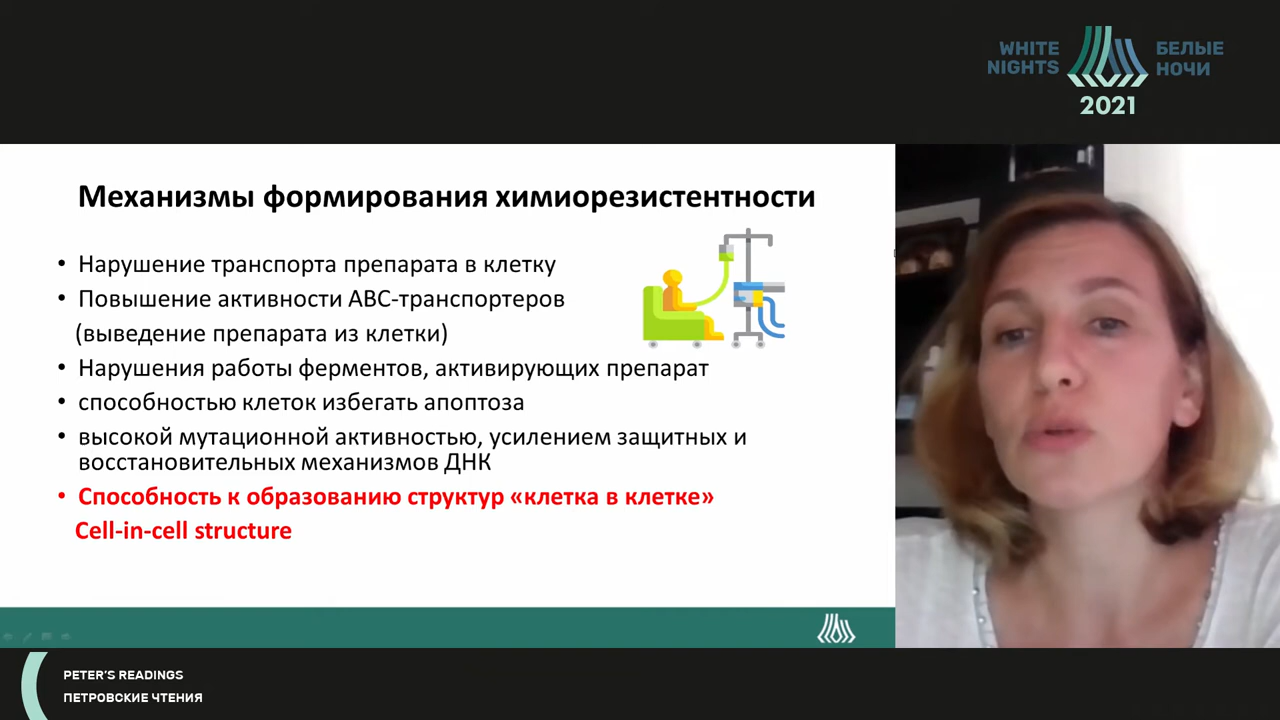 WHITE NIGHTS
БЕЛЫЕ НОЧИ
2021
Механизмы формирования химиорезистентности
• Нарушение транспорта препарата в клетку
• Повышение активности АВС-транспортеров
(выведение препарата из клетки)
• Нарушения работы ферментов, активирующих препарат
• способностью клеток избегать апоптоза
• высокой мутационной активностью, усилением защитных и
восстановительных механизмов ДНК
• Способность к образованию структур «клетка в клетке»
Cell-in-cell structure
PETER'S READINGS
ПЕТРОВСКИЕ ЧТЕНИЯ